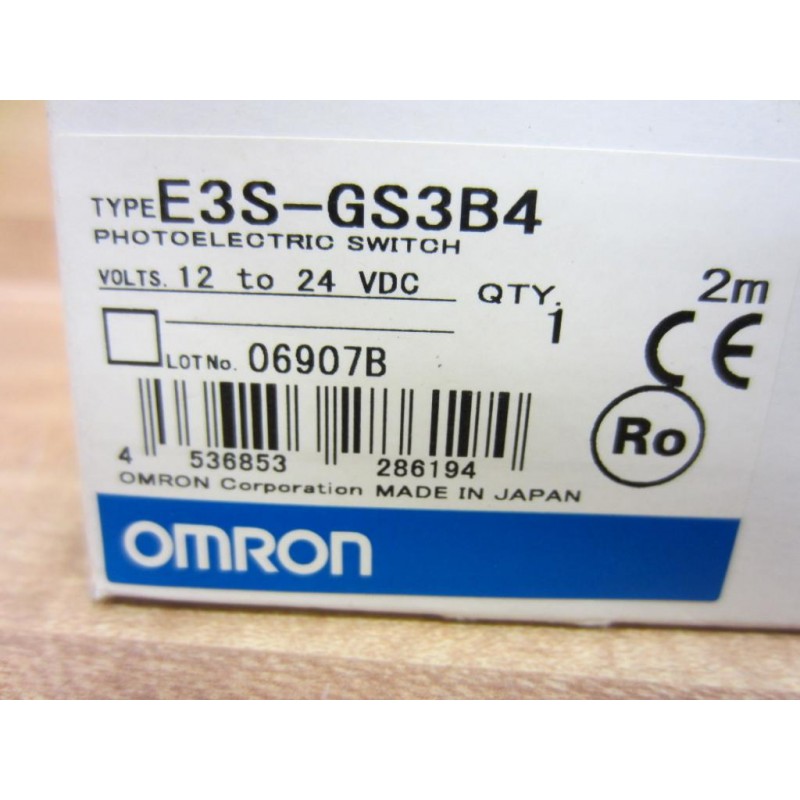 TYPE E3S-GS3B4
PHOTOELECTRIC SWITCH
VOLTS. 12 to 24 VDC QTY. 2m
1
CE
LOT No. 06907B
Ro
4 536853 286194
OMRON Corporation MADE IN JAPAN
OMRON